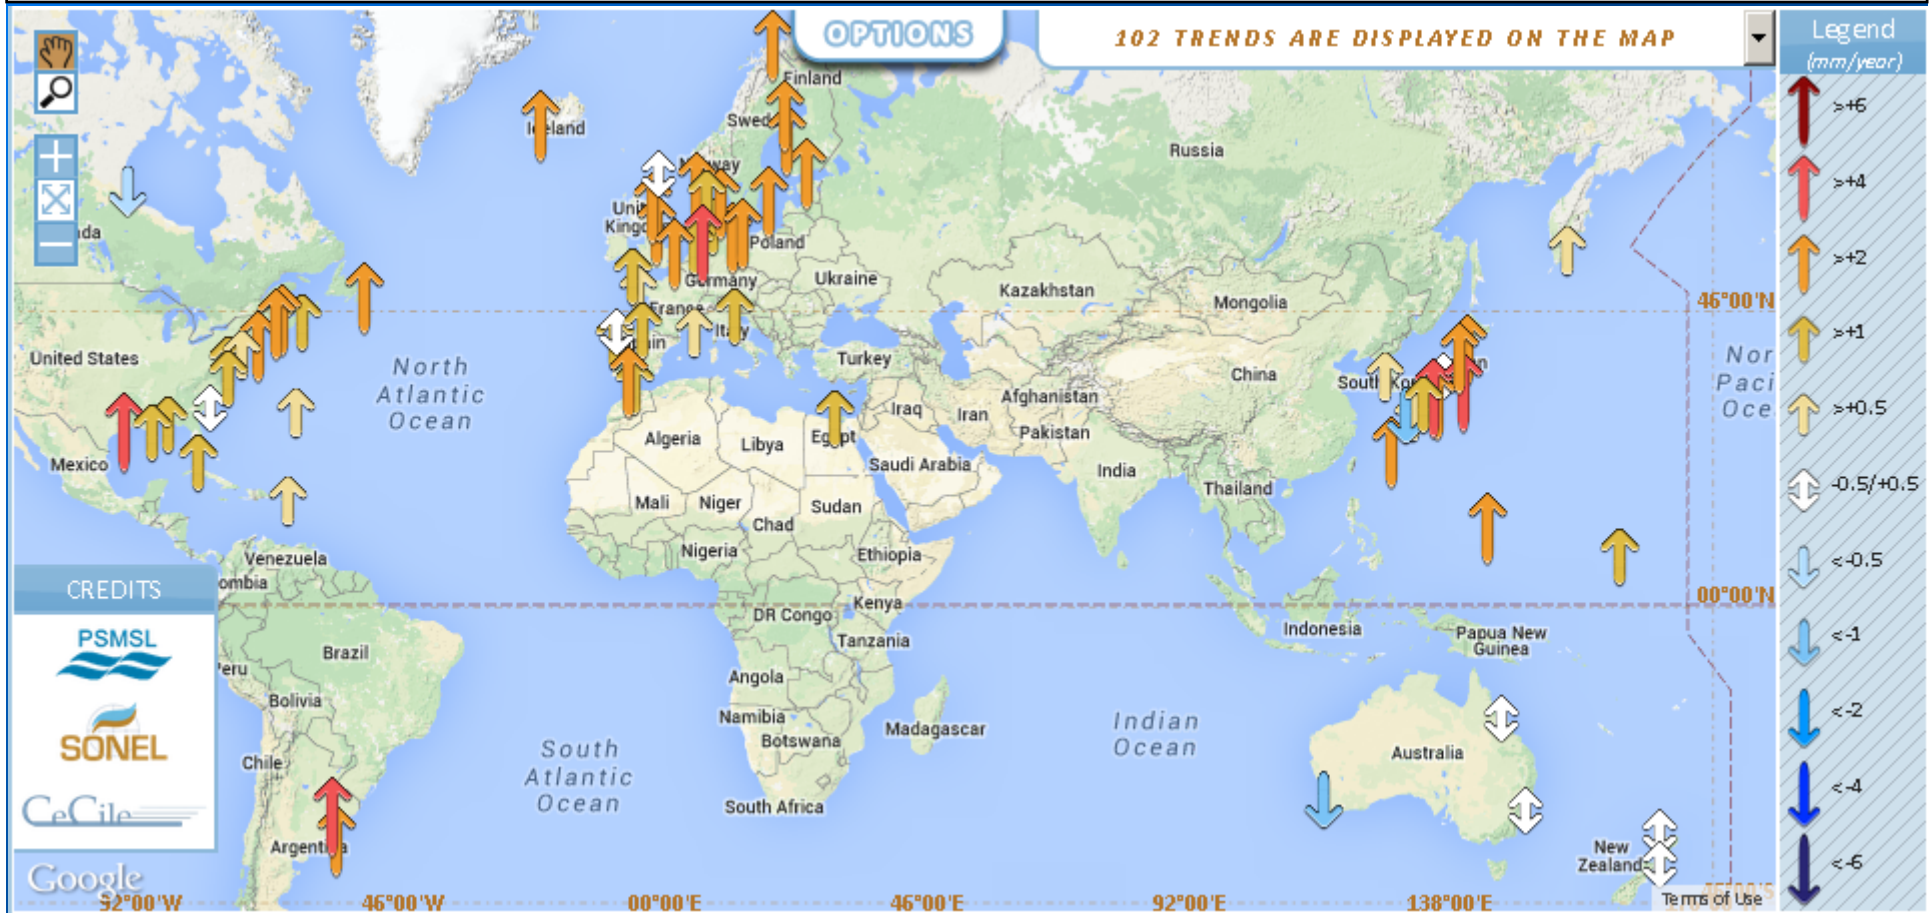 OPTIONS
102 TRENDS ARE DISPLAYED ON THE MAP
Legend
(mm/year)
>+6
>+4
>+2
>+1
>+0.5
-0.5/+0.5
<-0.5
<-1
<-2
<-4
<-6
Finland
Iceland
Russia
Poland
Germany
Ukraine
Kazakhstan
Mongolia
46°00'N
France
Italy
United States
North
Atlantic
Ocean
Turkey
China
Afghanistan
Iraq
Iran
Pakistan
Algeria
Libya
Egypt
Mexico
Saudi Arabia
India
Thailand
Mali
Niger
Sudan
Chad
Nigeria
Ethiopia
Venezuela
ombia
CREDITS
PSMSL
SONEL
CeCile
Google
00°00'N
Kenya
DR Congo
Indonesia
Papua New
Guinea
Tanzania
Brazil
Peru
Angola
Bolivia
Namibia
Botswana
Madagascar
Indian
Ocean
South
Atlantic
Ocean
Chile
Australia
South Africa
New
Zealand
Terms of Use
92°00'W
46°00'W
00°00'E
46°00'E
92°00'E
138°00'E